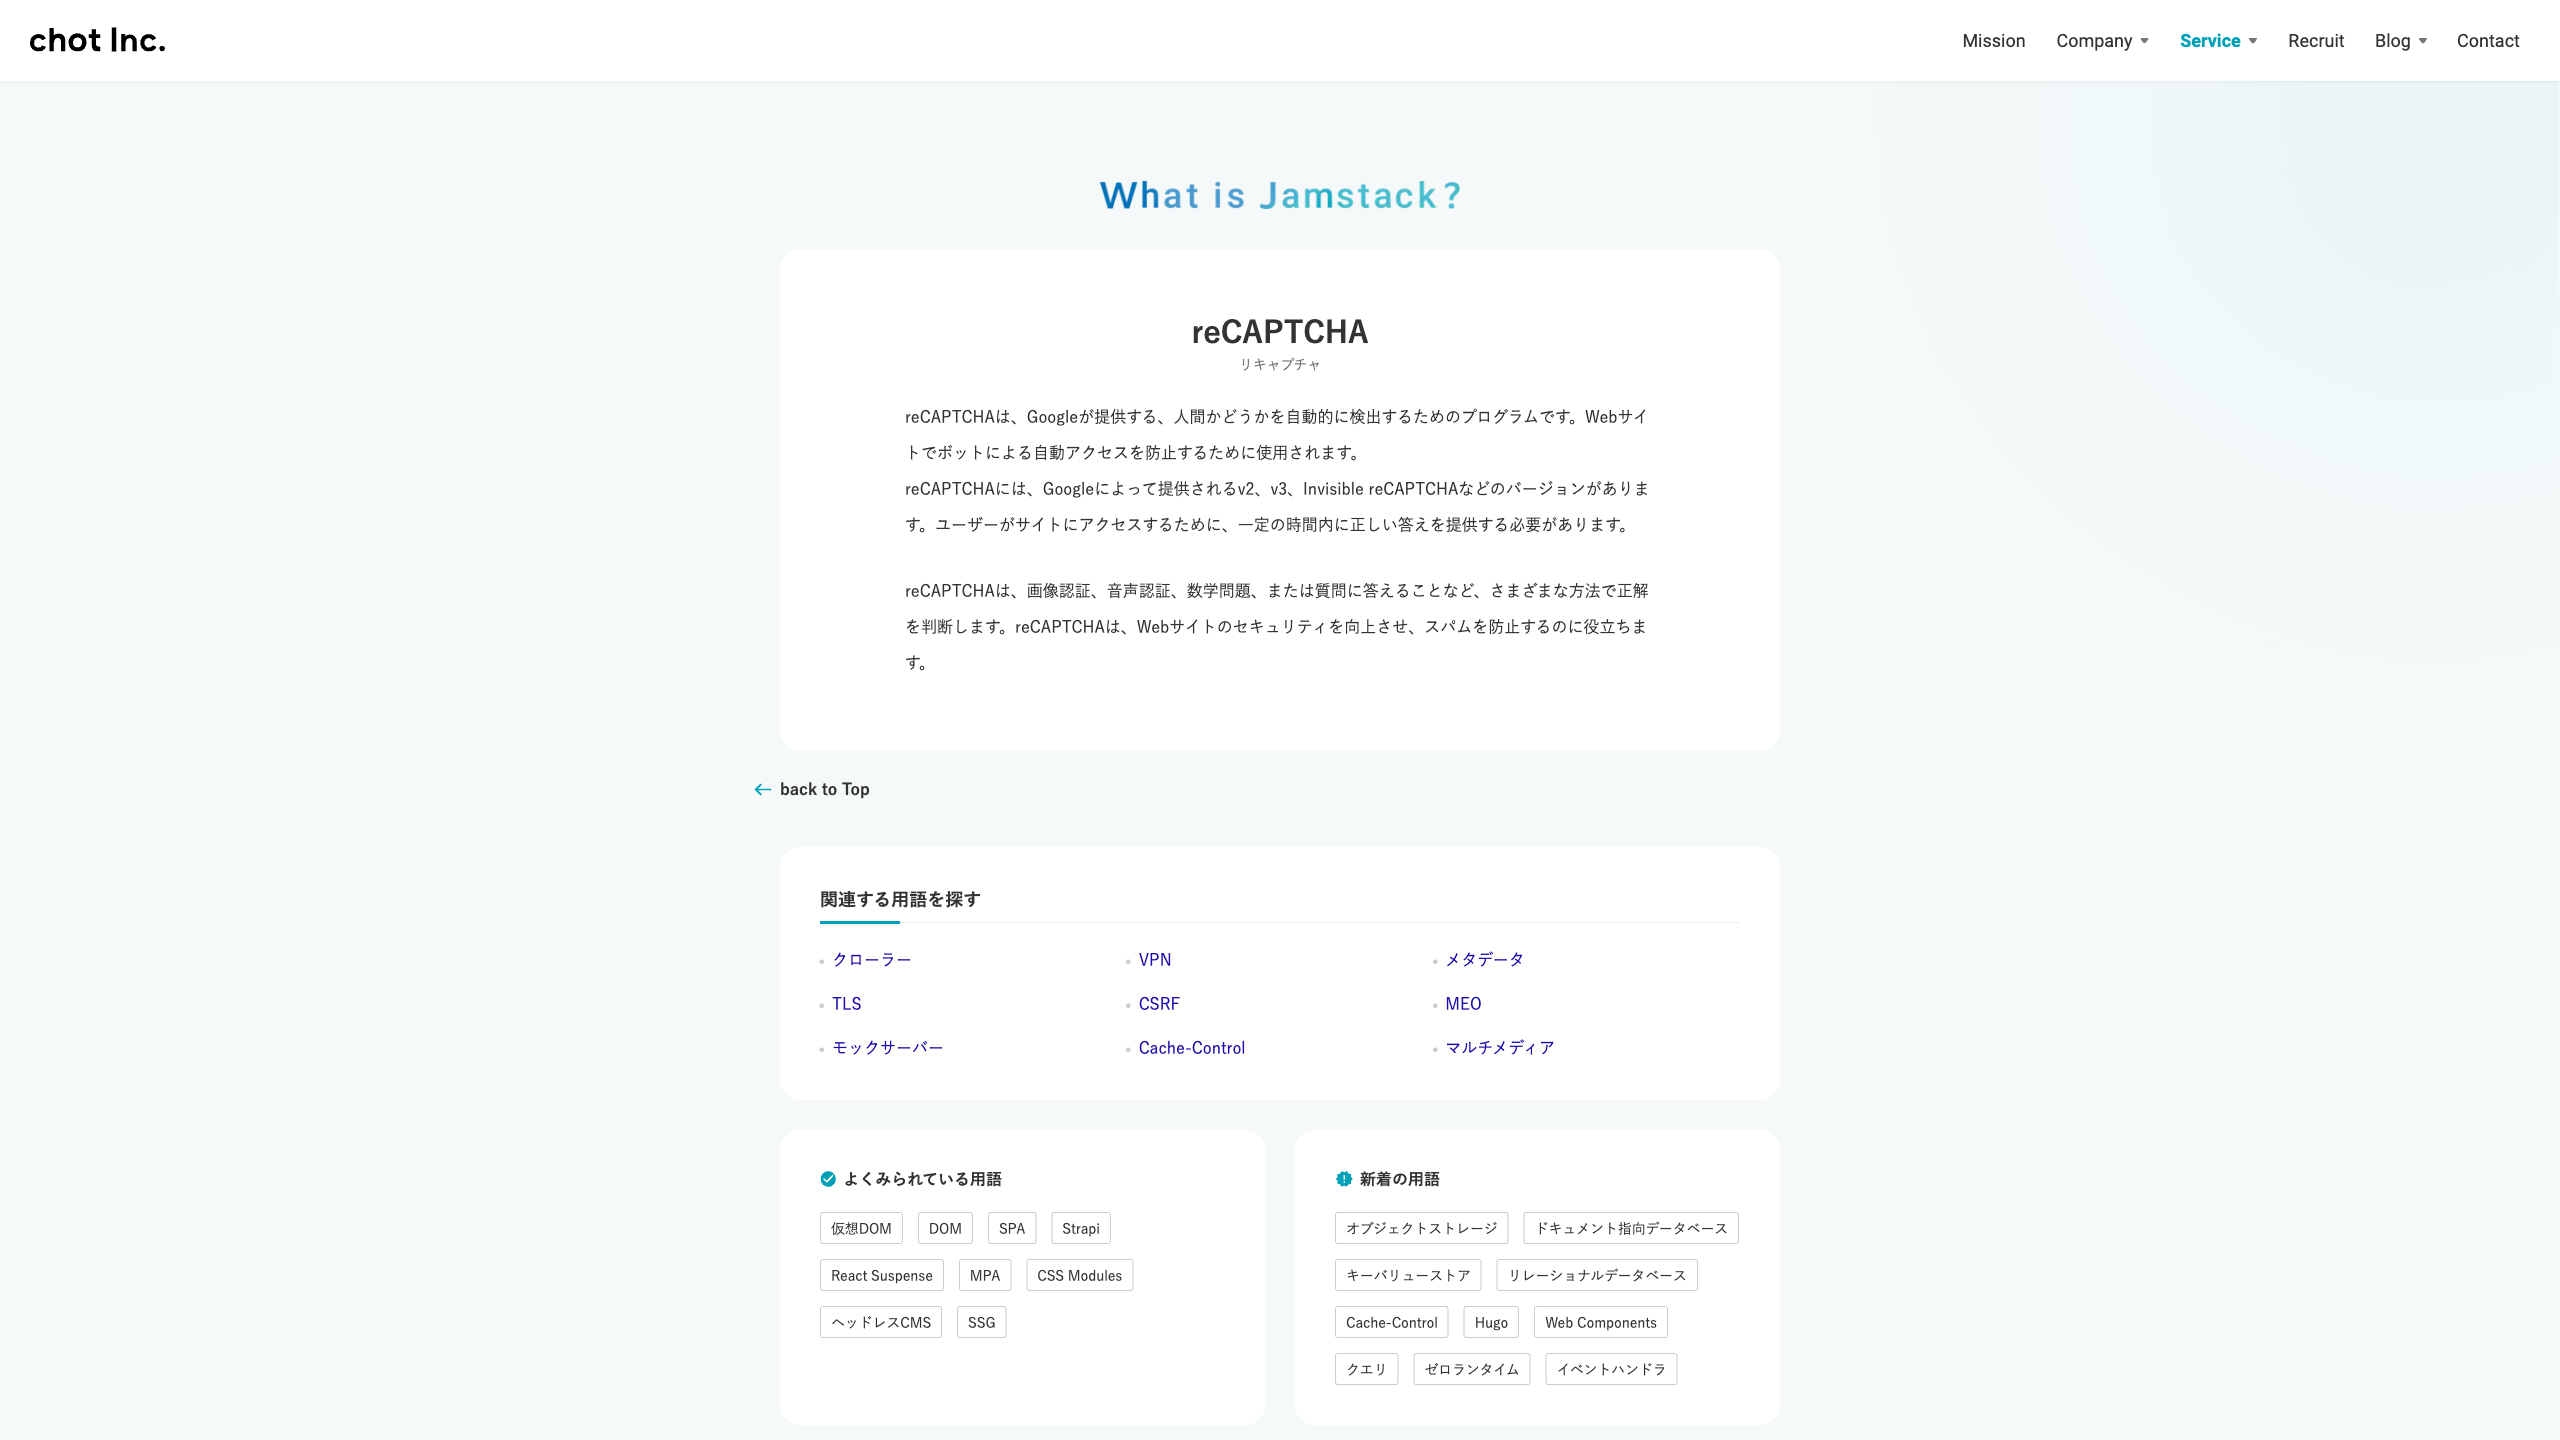 chot Inc.
Mission Company Service Recruit Blog Contact
What is Jamstack?
reCAPTCHA
リキャプチャ
reCAPTCHAは、Googleが提供する、人間かどうかを自動的に検出するためのプログラムです。Webサイ
トでボットによる自動アクセスを防止するために使用されます。
reCAPTCHAには、Googleによって提供されるv2、v3、Invisible reCAPTCHAなどのバージョンがありま
す。ユーザーがサイトにアクセスするために、一定の時間内に正しい答えを提供する必要があります。
reCAPTCHAは、画像認証、音声認証、数学問題、または質問に答えることなど、さまざまな方法で正解
を判断します。reCAPTCHAは、Webサイトのセキュリティを向上させ、スパムを防止するのに役立ちま
す。
back to Top
関連する用語を探す
クローラー VPN メタデータ
TLS CSRF MEO
モックサーバー Cache-Control マルチメディア
よくみられている用語
仮想DOM DOM SPA Strapi
React Suspense MPA CSS Modules
ヘッドレスCMS SSG
新着の用語
オブジェクトストレージ ドキュメント指向データベース
キーバリューストア リレーショナルデータベース
Cache-Control Hugo Web Components
クエリ ゼロランタイム イベントハンドラ